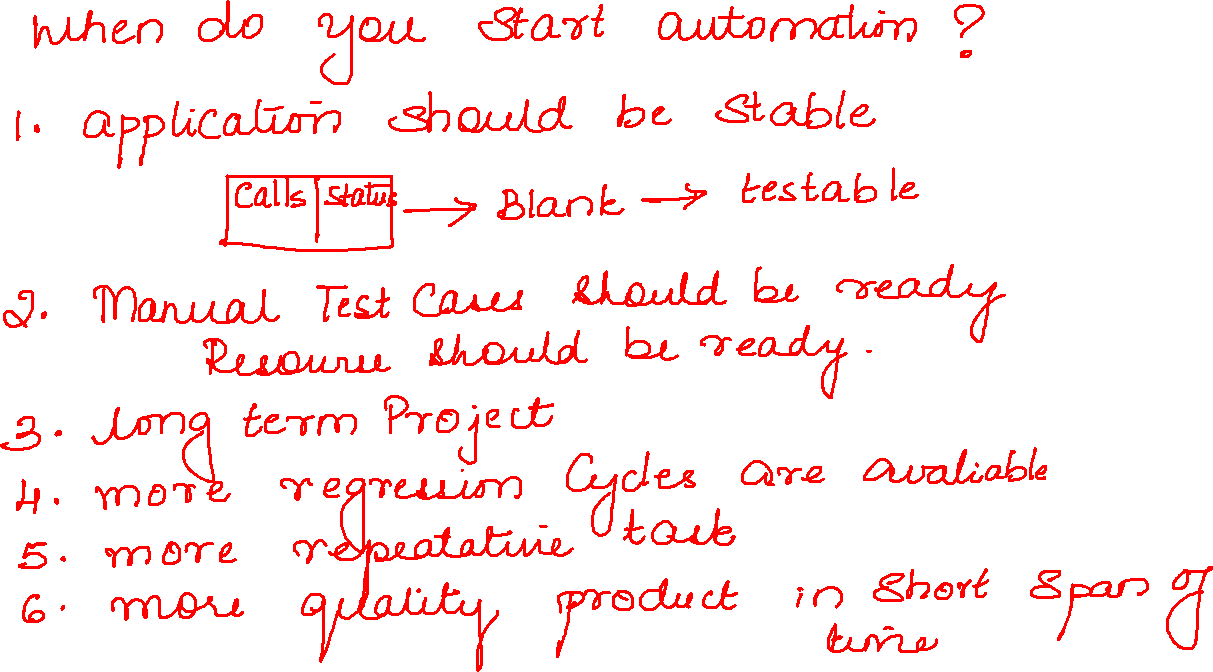 When do you start automation ?
1. application should be stable
Calls Status → Blank → testable
2. Manual Test Cases should be ready
Resource should be ready.
3. long term Project
4. more regression Cycles are avaliable
5. more repeatative task
6. more quality product in short span of
time